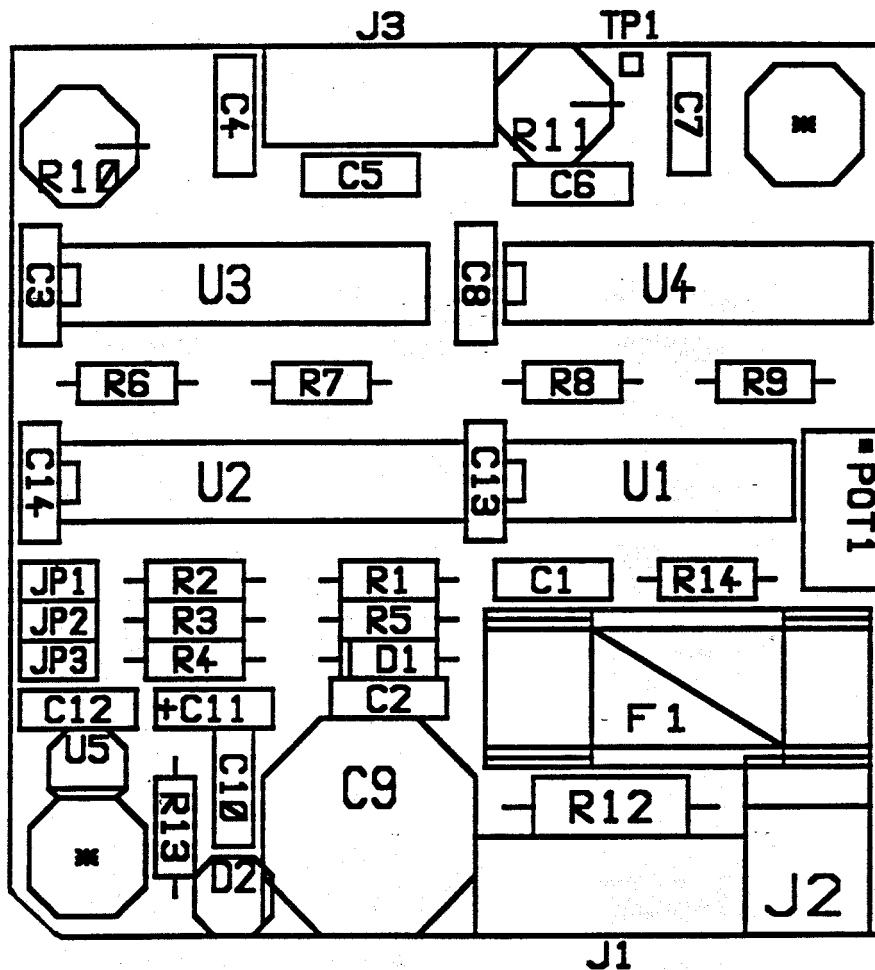 J3 TP1
C4 R11 C7
R10 C5 C6
C3 U3 C8 U4
R6 R7 R8 R9
C14 U2 C13 U1 POT1
JP1 R2 R1 C1 R14
JP2 R3 R5
JP3 R4 D1
C12 +C11 C2 F1
U5 C10 C9
R13 R12
D2 J2
J1